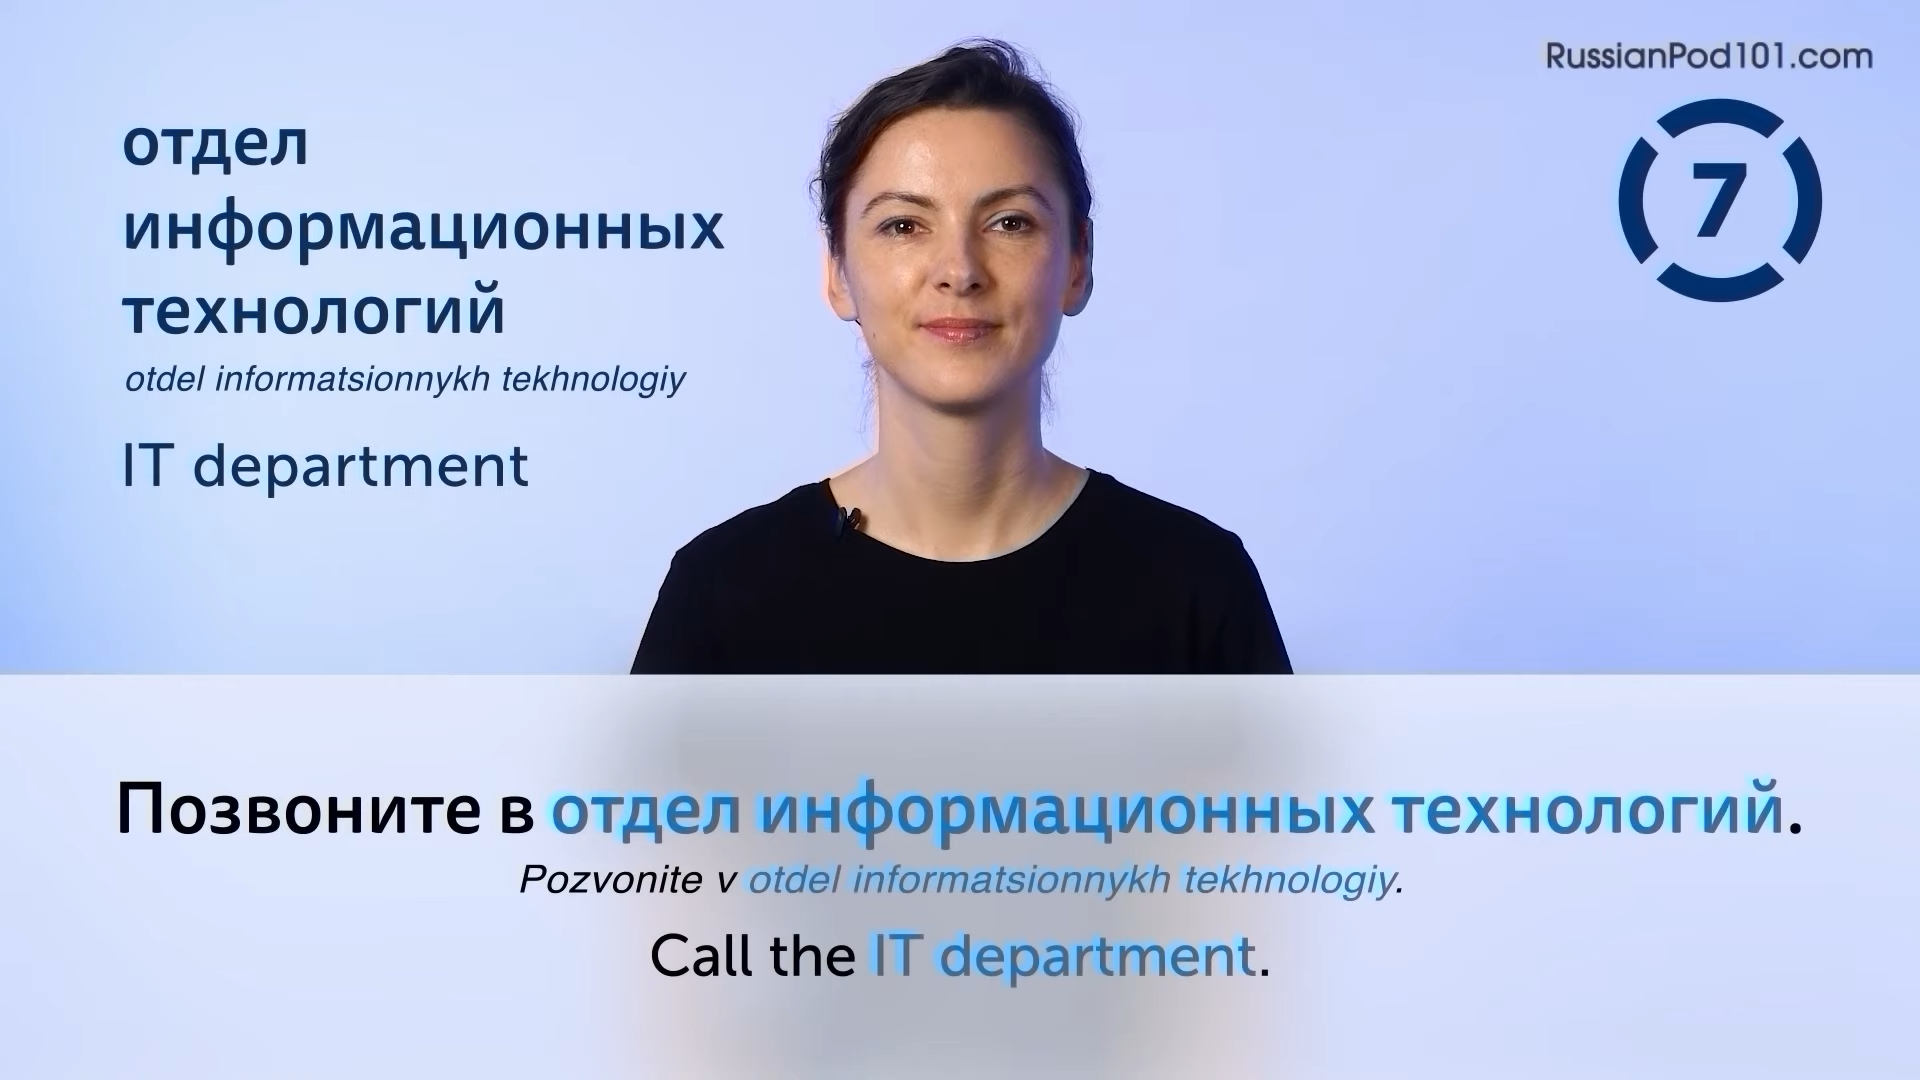 RussianPod101.com
отдел
информационных
технологий
otdel informatsionnykh tekhnologiy
IT department
7
Позвоните в отдел информационных технологий.
Pozvonite v otdel informatsionnykh tekhnologiy.
Call the IT department.